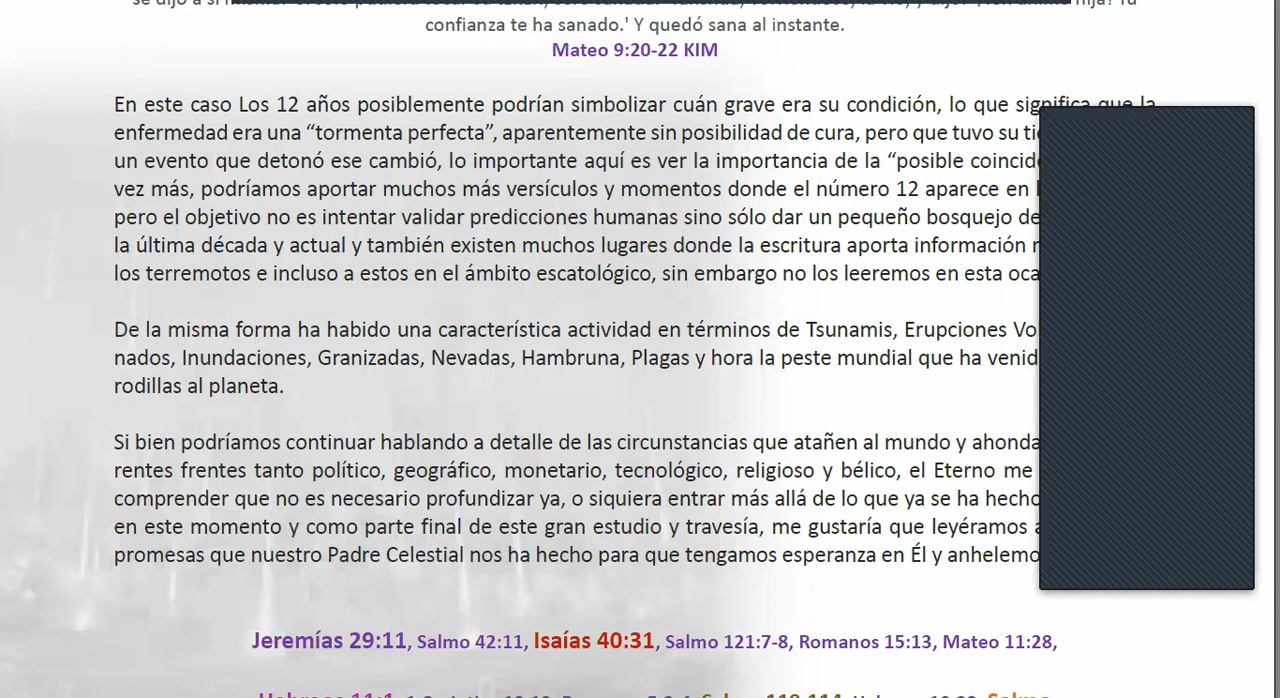 confianza te ha sanado.' Y quedó sana al instante.
Mateo 9:20-22 KIM
En este caso Los 12 años posiblemente podrían simbolizar cuán grave era su condición, lo que significa que la
enfermedad era una “tormenta perfecta”, aparentemente sin posibilidad de cura, pero que tuvo su
un evento que detonó ese cambió, lo importante aquí es ver la importancia de la “posible
vez más, podríamos aportar muchos más versículos y momentos donde el número 12 aparece en
pero el objetivo no es intentar validar predicciones humanas sino sólo dar un pequeño bosquejo de
la última década y actual y también existen muchos lugares donde la escritura aporta información
los terremotos e incluso a estos en el ámbito escatológico, sin embargo no los leeremos en esta
De la misma forma ha habido una característica actividad en términos de Tsunamis, Erupciones
nados, Inundaciones, Granizadas, Nevadas, Hambruna, Plagas y hora la peste mundial que ha
rodillas al planeta.
Si bien podríamos continuar hablando a detalle de las circunstancias que atañen al mundo y
rentes frentes tanto político, geográfico, monetario, tecnológico, religioso y bélico, el Eterno me
comprender que no es necesario profundizar ya, o siquiera entrar más allá de lo que ya se ha hecho
en este momento y como parte final de este gran estudio y travesía, me gustaría que leyéramos
promesas que nuestro Padre Celestial nos ha hecho para que tengamos esperanza en Él y
Jeremías 29:11, Salmo 42:11, Isaías 40:31, Salmo 121:7-8, Romanos 15:13, Mateo 11:28,